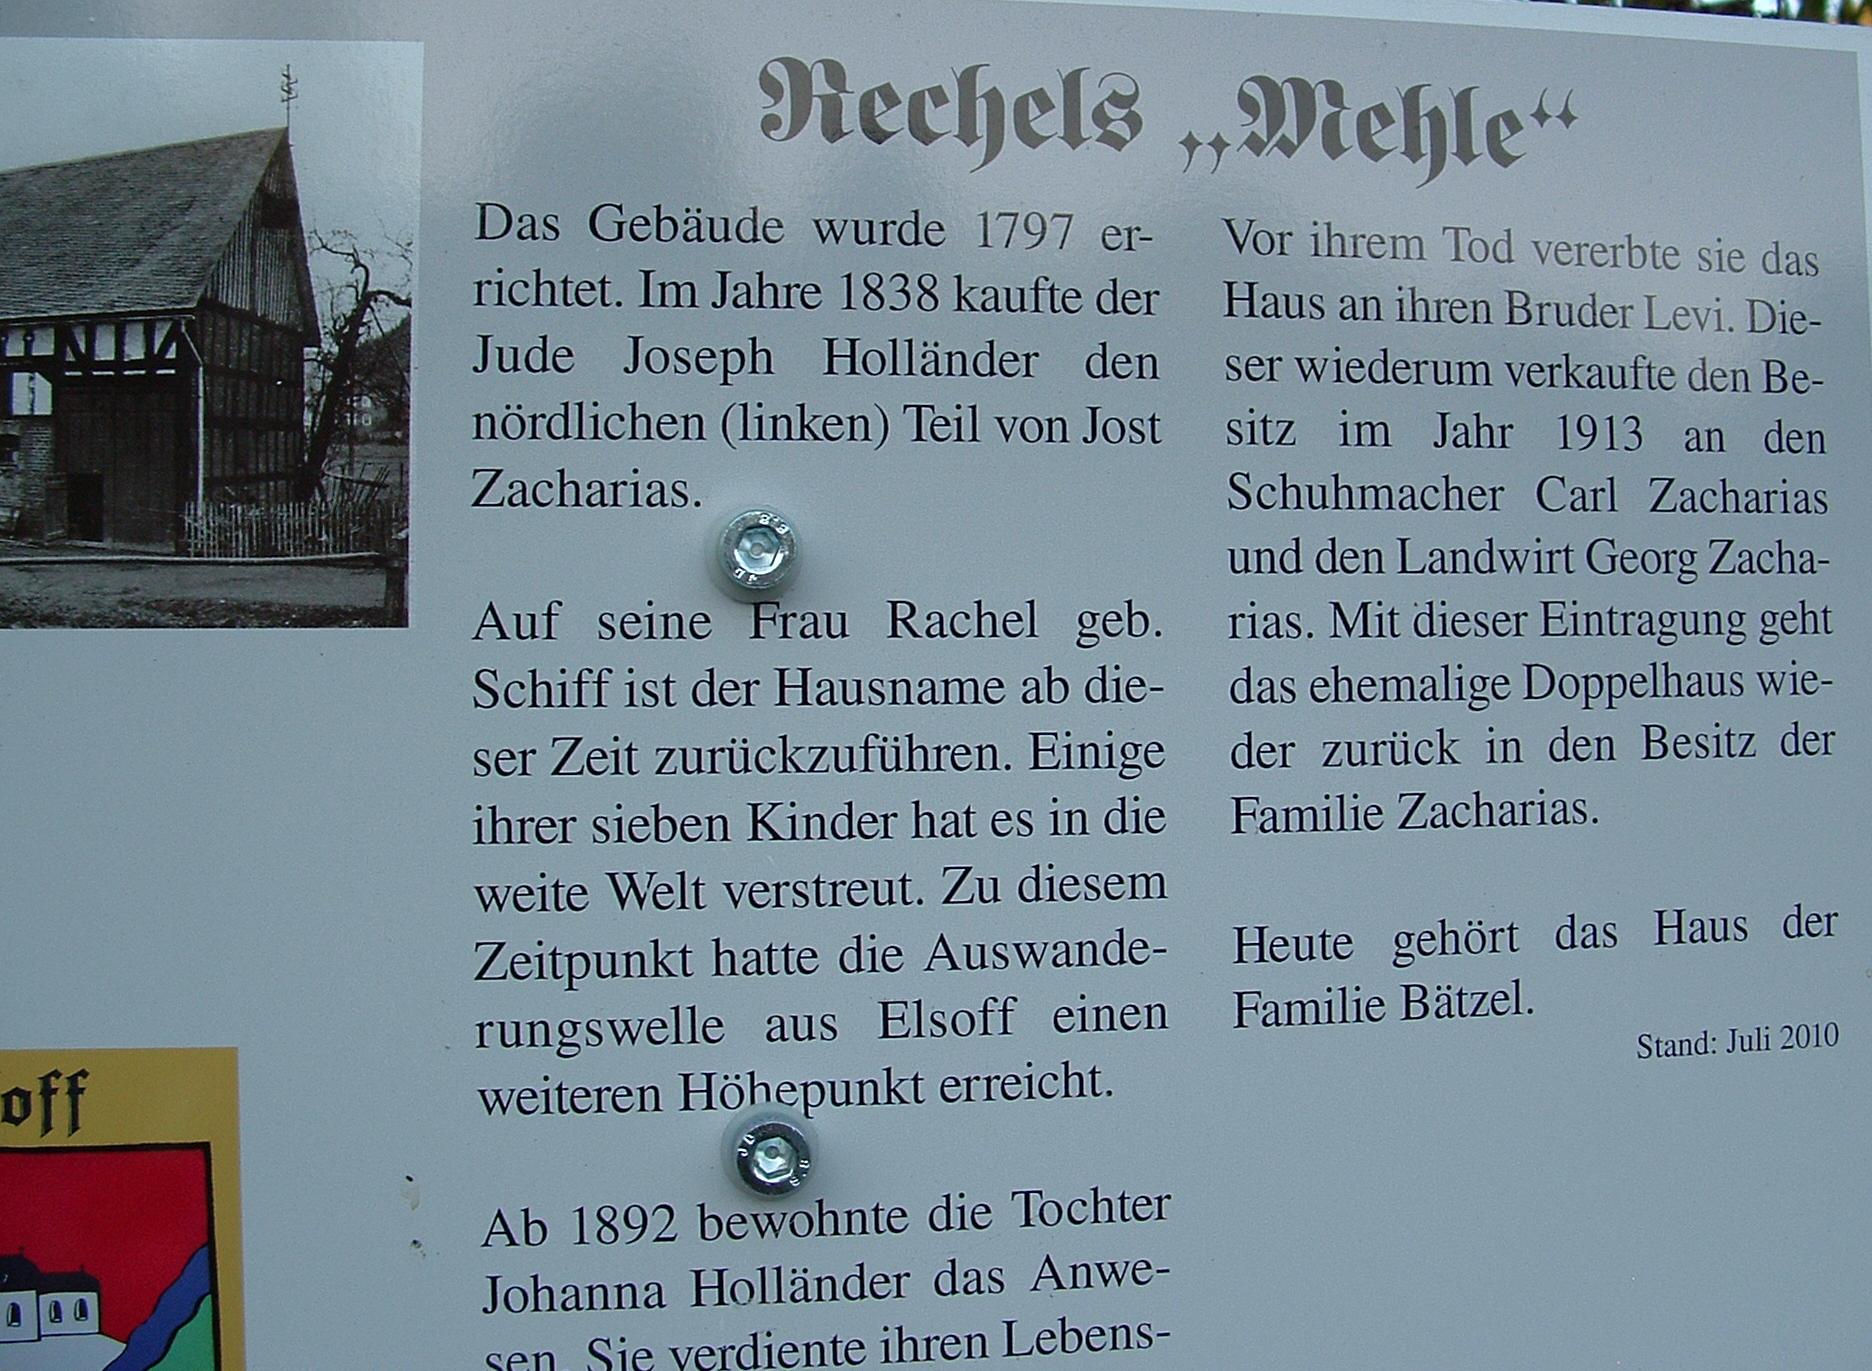 Rechels „Mehle“
Das Gebäude wurde 1797 er-
richtet. Im Jahre 1838 kaufte der
Jude Joseph Holländer den
nördlichen (linken) Teil von Jost
Zacharias.
Auf seine Frau Rachel geb.
Schiff ist der Hausname ab die-
ser Zeit zurückzuführen. Einige
ihrer sieben Kinder hat es in die
weite Welt verstreut. Zu diesem
Zeitpunkt hatte die Auswande-
rungswelle aus Elsoff einen
weiteren Höhepunkt erreicht.
Ab 1892 bewohnte die Tochter
Johanna Holländer das Anwe-
sen. Sie verdiente ihren Lebens-
Vor ihrem Tod vererbte sie das
Haus an ihren Bruder Levi. Die-
ser wiederum verkaufte den Be-
sitz im Jahr 1913 an den
Schuhmacher Carl Zacharias
und den Landwirt Georg Zacha-
rias. Mit dieser Eintragung geht
das ehemalige Doppelhaus wie-
der zurück in den Besitz der
Familie Zacharias.
Heute gehört das Haus der
Familie Bätzel.
Stand: Juli 2010
off